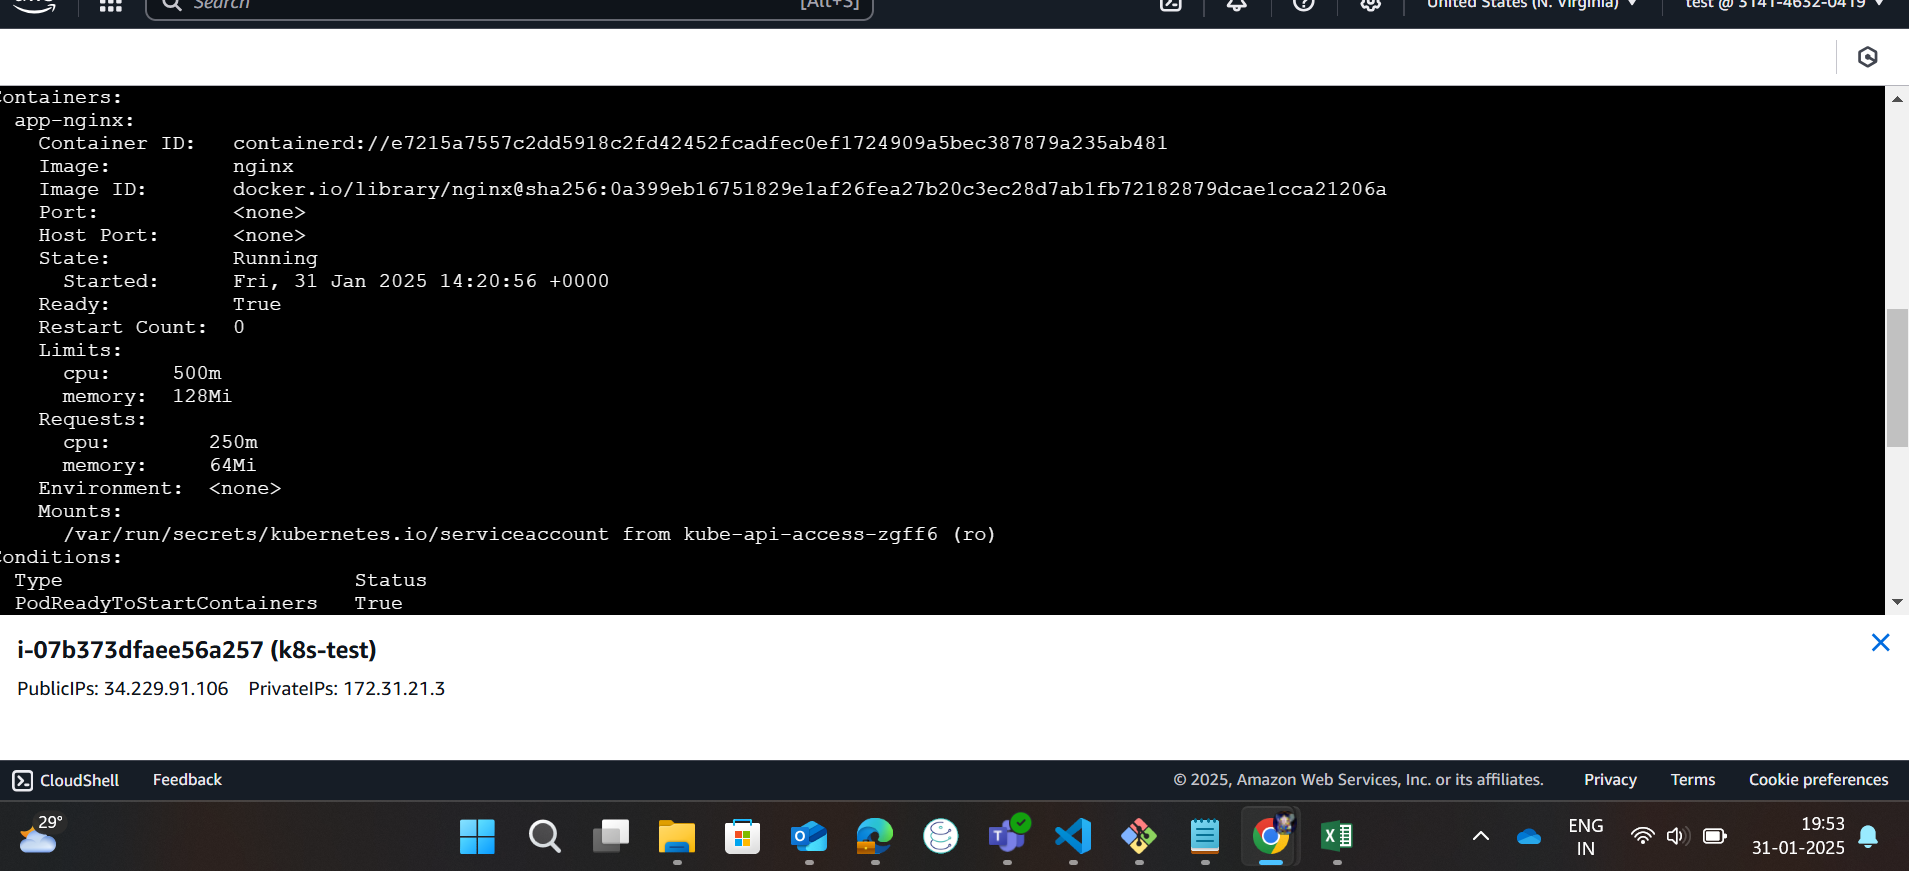 Search [Alt+S] United States (N. Virginia) test @ 3141-4632-0419
Containers:
app-nginx:
Container ID: containerd://e7215a7557c2dd5918c2fd42452fcadfec0ef1724909a5bec387879a235ab481
Image: nginx
Image ID: docker.io/library/nginx@sha256:0a399eb16751829e1af26fea27b20c3ec28d7ab1fb72182879dcae1cca21206a
Port: <none>
Host Port: <none>
State: Running
Started: Fri, 31 Jan 2025 14:20:56 +0000
Ready: True
Restart Count: 0
Limits:
cpu: 500m
memory: 128Mi
Requests:
cpu: 250m
memory: 64Mi
Environment: <none>
Mounts:
/var/run/secrets/kubernetes.io/serviceaccount from kube-api-access-zgff6 (ro)
Conditions:
Type Status
PodReadyToStartContainers True
i-07b373dfaee56a257 (k8s-test)
PublicIPs: 34.229.91.106 PrivateIPs: 172.31.21.3
CloudShell Feedback © 2025, Amazon Web Services, Inc. or its affiliates. Privacy Terms Cookie preferences
29°
ENG
IN
19:53
31-01-2025